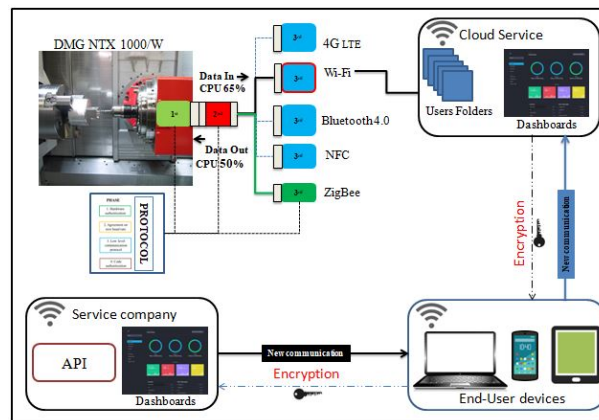 DMG NTX 1000/W
Data In
CPU 65%
Data Out
CPU 50%
1st
2nd
3rd
4G LTE
3rd
Wi-Fi
3rd
Bluetooth4.0
3rd
NFC
3rd
ZigBee
PHASE
PROTOCOL
Cloud Service
Users Folders
Dashboards
Encryption
New communication
Service company
API
Dashboards
New communication
Encryption
End-User devices